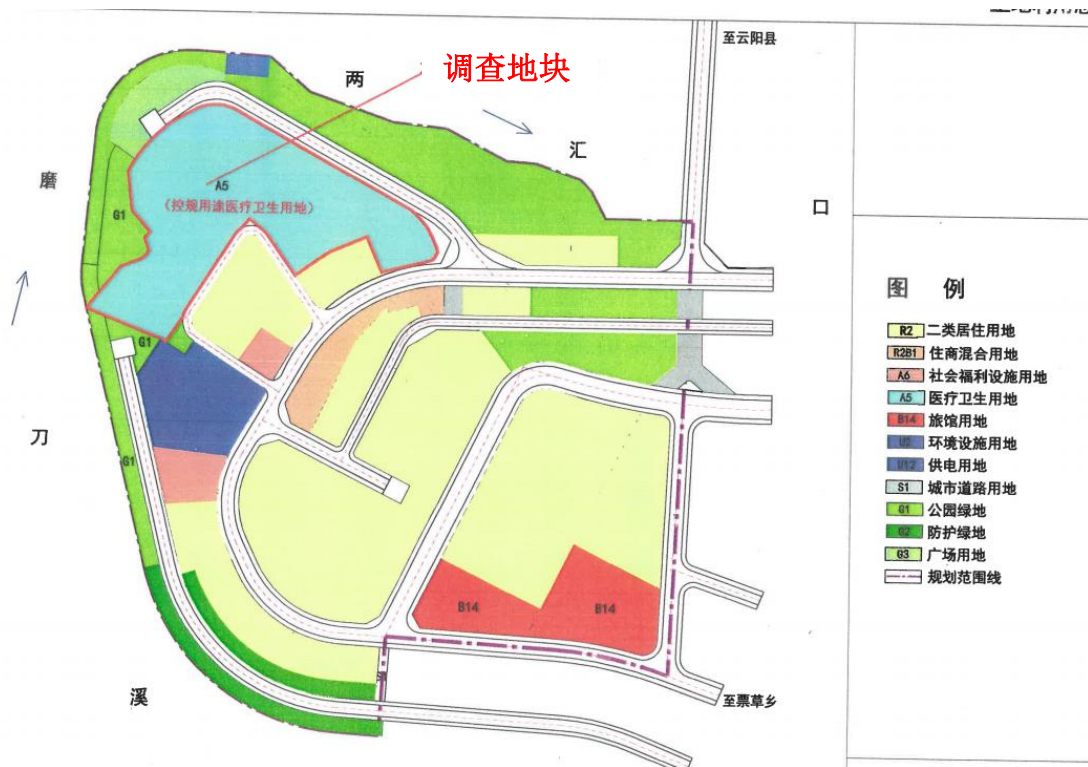 至云阳县
调查地块
两
汇
磨
A5
(控规用途医疗卫生用地)
口
G1
图 例
R2 二类居住用地
R2B1 住商混合用地
G1
A6 社会福利设施用地
A5 医疗卫生用地
B14 旅馆用地
刀
环境设施用地
G1
供电用地
S1 城市道路用地
G1 公园绿地
G2 防护绿地
G3 广场用地
规划范围线
B14 B14
溪
至票草乡